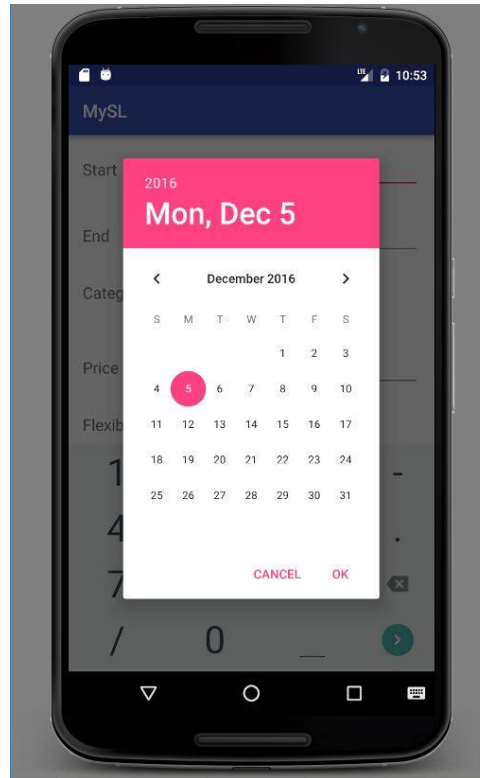 LTE 10:53
MySL
Start
2016
Mon, Dec 5
End
December 2016
Categ
S M T W T F S
1 2 3
Price
4 5 6 7 8 9 10
Flexib
11 12 13 14 15 16 17
18 19 20 21 22 23 24
1 -
25 26 27 28 29 30 31
4 .
CANCEL OK
7
/ 0 _